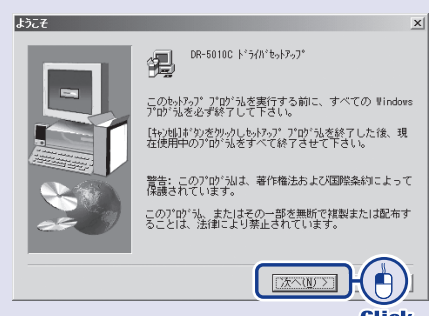 ようこそ
DR-5010C ﾄﾞﾗｲﾊﾞｾｯﾄｱｯﾌﾟ
このｾｯﾄｱｯﾌﾟ ﾌﾟﾛｸﾞﾗﾑを実行する前に、すべての Windows
ﾌﾟﾛｸﾞﾗﾑを必ず終了して下さい。
[ｷｬﾝｾﾙ]ﾎﾞﾀﾝをｸﾘｯｸしｾｯﾄｱｯﾌﾟ ﾌﾟﾛｸﾞﾗﾑを終了した後、現
在使用中のﾌﾟﾛｸﾞﾗﾑをすべて終了させて下さい。
警告: このﾌﾟﾛｸﾞﾗﾑは、著作権法および国際条約によって
保護されています。
このﾌﾟﾛｸﾞﾗﾑ、またはその一部を無断で複製または配布す
ることは、法律により禁止されています。
次へ(N) >
Click